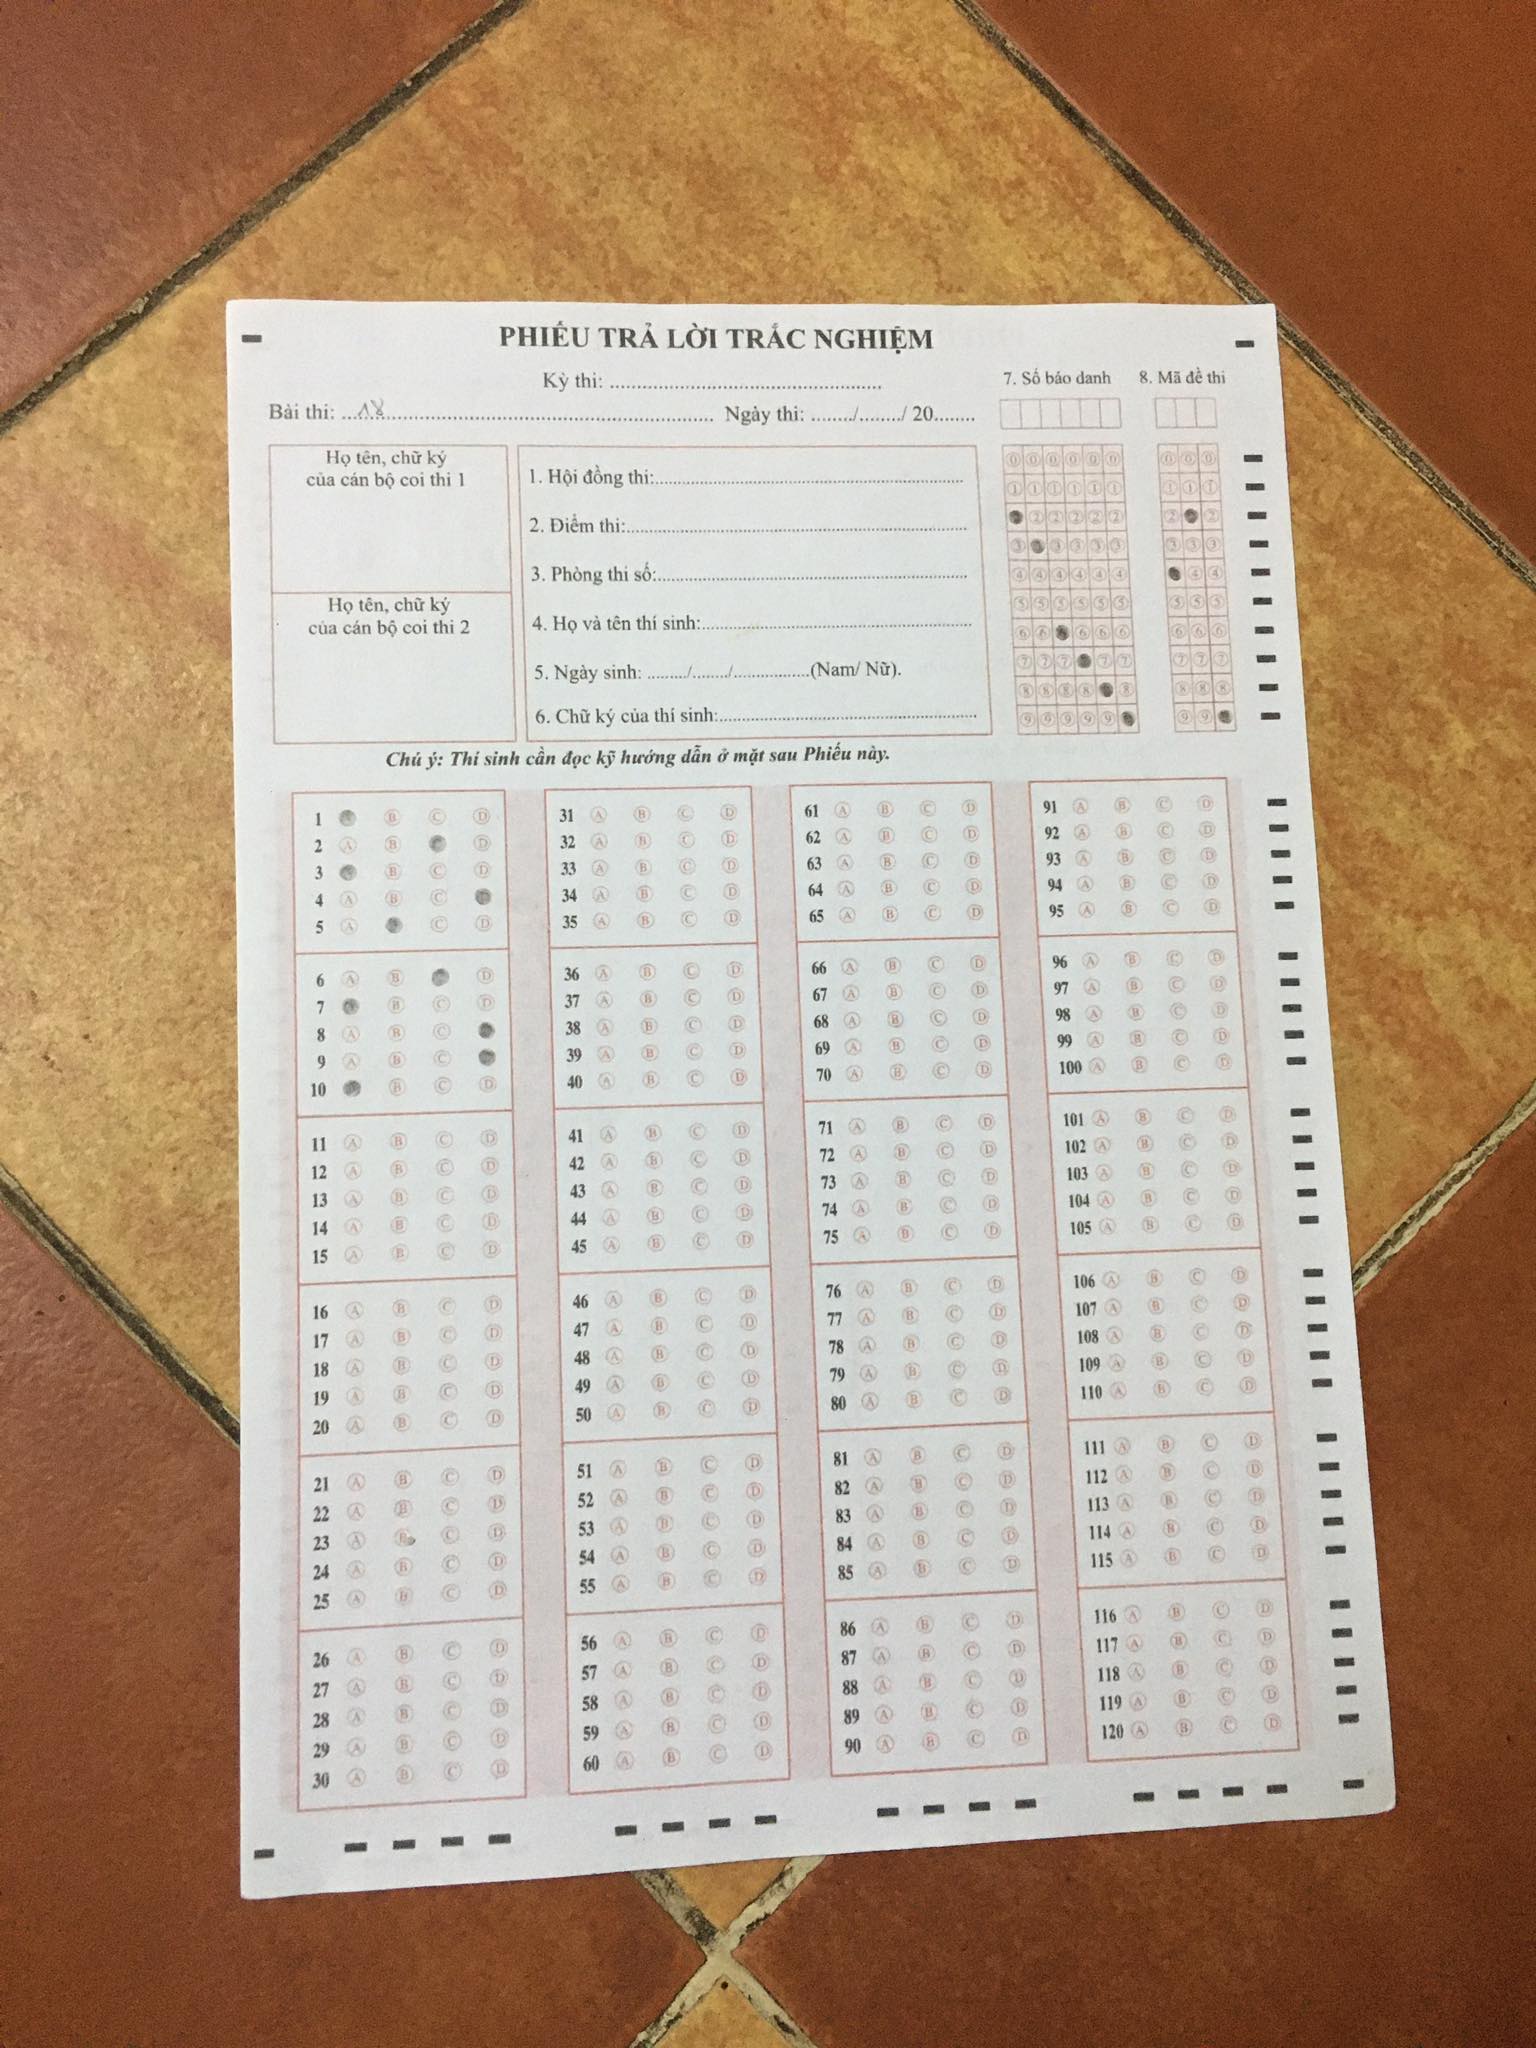 PHIẾU TRẢ LỜI TRẮC NGHIỆM
Kỳ thi: ....................................................
Bài thi: ...18............................................................... Ngày thi: ......../......../ 20........
7. Số báo danh
8. Mã đề thi
Họ tên, chữ ký
của cán bộ coi thi 1
Họ tên, chữ ký
của cán bộ coi thi 2
1. Hội đồng thi:..............................................................
2. Điểm thi:....................................................................
3. Phòng thi số:..............................................................
4. Họ và tên thí sinh:......................................................
5. Ngày sinh: ......../......../................(Nam/ Nữ).
6. Chữ ký của thí sinh:...................................................
0 0 0 0 0 0
1 1 1 1 1 1
2 2 2 2 2
3 3 3 3 3
4 4 4 4 4 4
5 5 5 5 5 5
6 6 6 6 6
7 7 7 7 7
8 8 8 8 8
9 9 9 9 9
0 0 0
1 1 1
2 2
3 3 3
4 4
5 5 5
6 6 6
7 7 7
8 8 8
9 9
Chú ý: Thí sinh cần đọc kỹ hướng dẫn ở mặt sau Phiếu này.
1 B C D
2 A B D
3 B C D
4 A B C
5 A C D
6 A B D
7 B C D
8 A B C
9 A B C
10 B C D
11 A B C D
12 A B C D
13 A B C D
14 A B C D
15 A B C D
16 A B C D
17 A B C D
18 A B C D
19 A B C D
20 A B C D
21 A B C D
22 A B C D
23 A B C D
24 A B C D
25 A B C D
26 A B C D
27 A B C D
28 A B C D
29 A B C D
30 A B C D
31 A B C D
32 A B C D
33 A B C D
34 A B C D
35 A B C D
36 A B C D
37 A B C D
38 A B C D
39 A B C D
40 A B C D
41 A B C D
42 A B C D
43 A B C D
44 A B C D
45 A B C D
46 A B C D
47 A B C D
48 A B C D
49 A B C D
50 A B C D
51 A B C D
52 A B C D
53 A B C D
54 A B C D
55 A B C D
56 A B C D
57 A B C D
58 A B C D
59 A B C D
60 A B C D
61 A B C D
62 A B C D
63 A B C D
64 A B C D
65 A B C D
66 A B C D
67 A B C D
68 A B C D
69 A B C D
70 A B C D
71 A B C D
72 A B C D
73 A B C D
74 A B C D
75 A B C D
76 A B C D
77 A B C D
78 A B C D
79 A B C D
80 A B C D
81 A B C D
82 A B C D
83 A B C D
84 A B C D
85 A B C D
86 A B C D
87 A B C D
88 A B C D
89 A B C D
90 A B C D
91 A B C D
92 A B C D
93 A B C D
94 A B C D
95 A B C D
96 A B C D
97 A B C D
98 A B C D
99 A B C D
100 A B C D
101 A B C D
102 A B C D
103 A B C D
104 A B C D
105 A B C D
106 A B C D
107 A B C D
108 A B C D
109 A B C D
110 A B C D
111 A B C D
112 A B C D
113 A B C D
114 A B C D
115 A B C D
116 A B C D
117 A B C D
118 A B C D
119 A B C D
120 A B C D